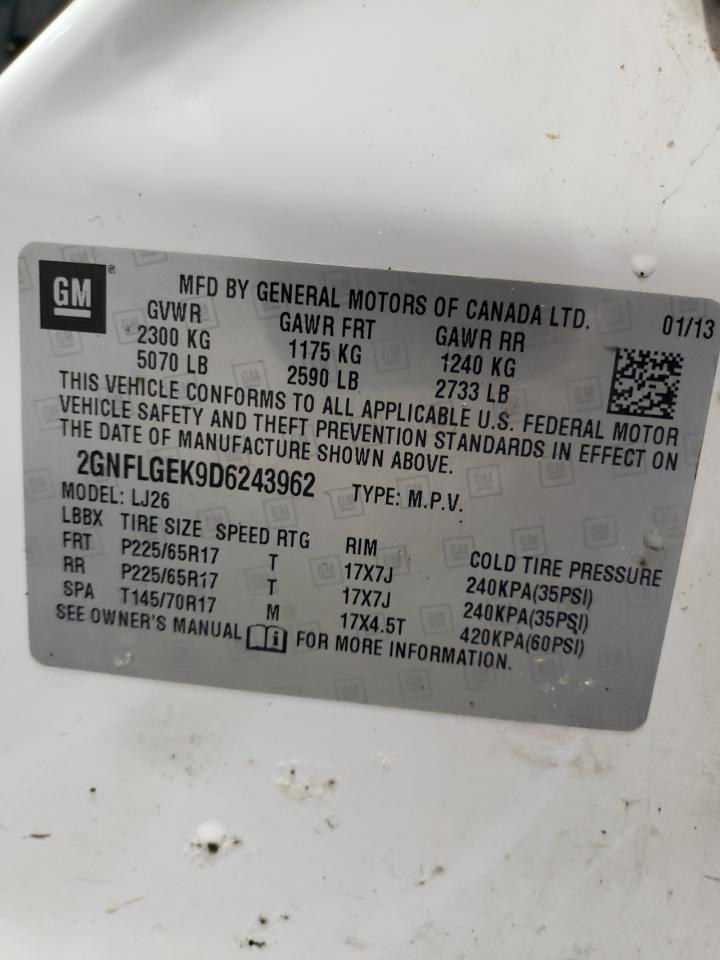 GM ®
MFD BY GENERAL MOTORS OF CANADA LTD.
01/13
GVWR GAWR FRT GAWR RR
2300 KG 1175 KG 1240 KG
5070 LB 2590 LB 2733 LB
THIS VEHICLE CONFORMS TO ALL APPLICABLE U.S. FEDERAL MOTOR
VEHICLE SAFETY AND THEFT PREVENTION STANDARDS IN EFFECT ON
THE DATE OF MANUFACTURE SHOWN ABOVE.
2GNFLGEK9D6243962 TYPE: M.P.V.
MODEL: LJ26
LBBX TIRE SIZE SPEED RTG RIM COLD TIRE PRESSURE
FRT P225/65R17 T 17X7J 240KPA(35PSI)
RR P225/65R17 T 17X7J 240KPA(35PSI)
SPA T145/70R17 M 17X4.5T 420KPA(60PSI)
SEE OWNER'S MANUAL i FOR MORE INFORMATION.